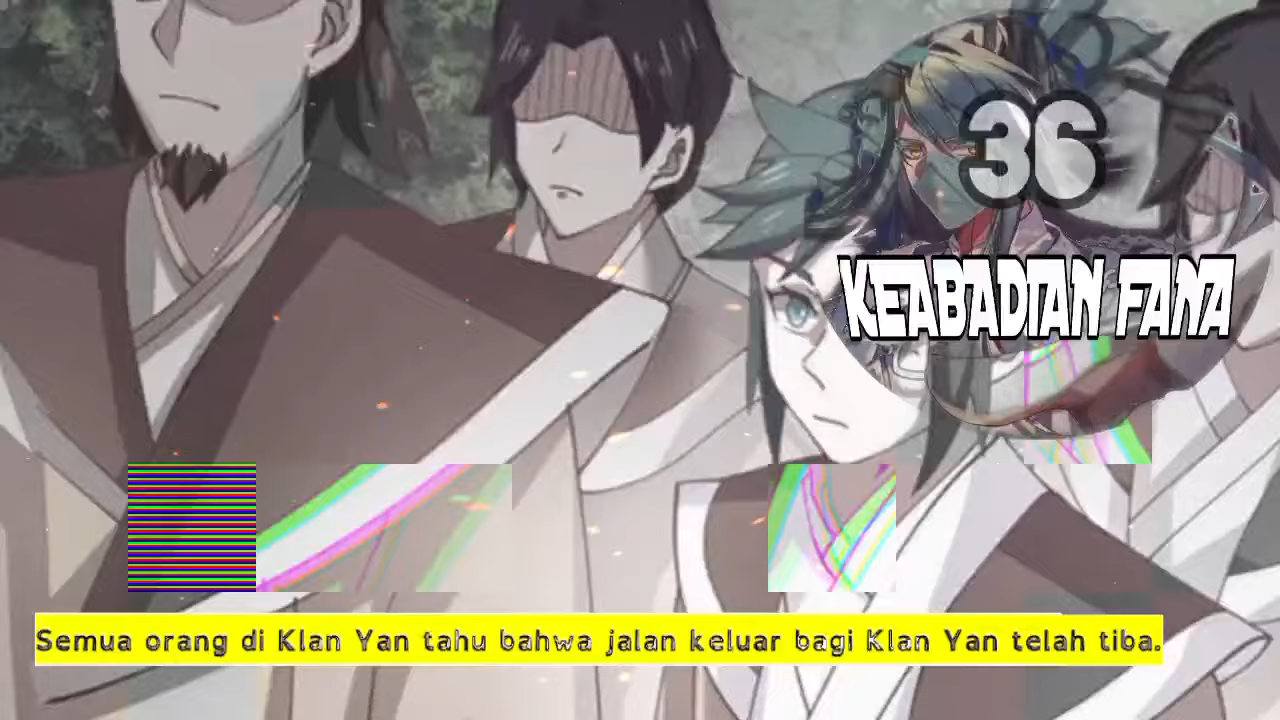 36
KEABADIAN FANA
Semua orang di Klan Yan tahu bahwa jalan keluar bagi Klan Yan telah tiba.